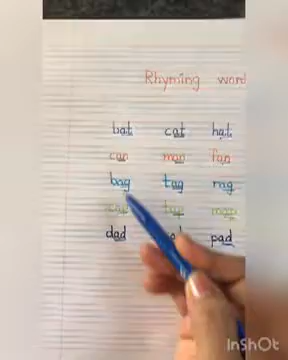 Rhyming word
bat cat hat
can man fan
bag tag rag
dad pad
InShOt